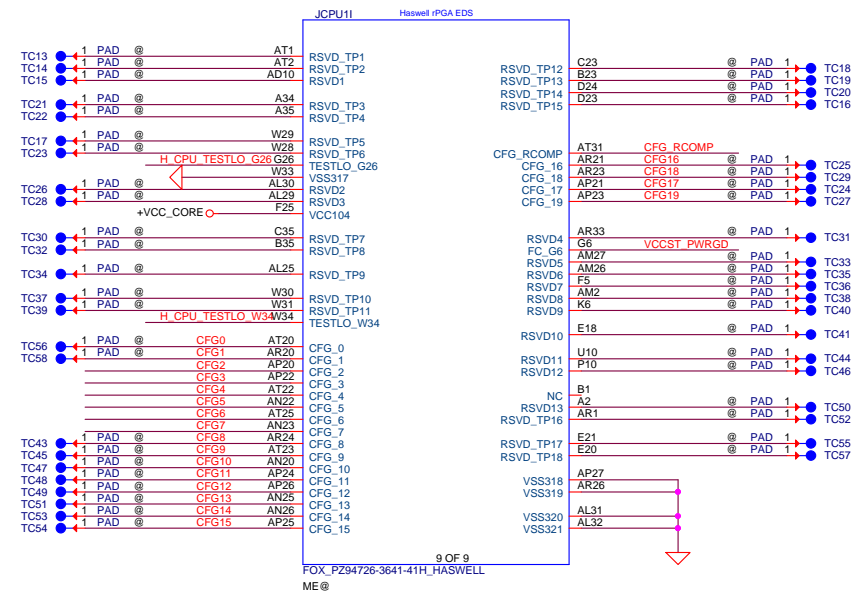 JCPU1I Haswell rPGA EDS
TC13 1 PAD @ AT1 RSVD_TP1
TC14 1 PAD @ AT2 RSVD_TP2
TC15 1 PAD @ AD10 RSVD1
TC21 1 PAD @ A34 RSVD_TP3
TC22 1 PAD @ A35 RSVD_TP4
TC17 1 PAD @ W29 RSVD_TP5
TC23 1 PAD @ W28 RSVD_TP6
H_CPU_TESTLO_G26 G26 TESTLO_G26
W33 VSS317
TC26 1 PAD @ AL30 RSVD2
TC28 1 PAD @ AL29 RSVD3
+VCC_CORE F25 VCC104
TC30 1 PAD @ C35 RSVD_TP7
TC32 1 PAD @ B35 RSVD_TP8
TC34 1 PAD @ AL25 RSVD_TP9
TC37 1 PAD @ W30 RSVD_TP10
TC39 1 PAD @ W31 RSVD_TP11
H_CPU_TESTLO_W34 W34 TESTLO_W34
TC56 1 PAD @ CFG0 AT20 CFG_0
TC58 1 PAD @ CFG1 AR20 CFG_1
CFG2 AP20 CFG_2
CFG3 AP22 CFG_3
CFG4 AT22 CFG_4
CFG5 AN22 CFG_5
CFG6 AT25 CFG_6
CFG7 AN23 CFG_7
TC43 1 PAD @ CFG8 AR24 CFG_8
TC45 1 PAD @ CFG9 AT23 CFG_9
TC47 1 PAD @ CFG10 AN20 CFG_10
TC48 1 PAD @ CFG11 AP24 CFG_11
TC49 1 PAD @ CFG12 AP26 CFG_12
TC51 1 PAD @ CFG13 AN25 CFG_13
TC53 1 PAD @ CFG14 AN26 CFG_14
TC54 1 PAD @ CFG15 AP25 CFG_15
RSVD_TP12 C23 @ PAD 1 TC18
RSVD_TP13 B23 @ PAD 1 TC19
RSVD_TP14 D24 @ PAD 1 TC20
RSVD_TP15 D23 @ PAD 1 TC16
CFG_RCOMP AT31 CFG_RCOMP
CFG_16 AR21 CFG16 @ PAD 1 TC25
CFG_18 AR23 CFG18 @ PAD 1 TC29
CFG_17 AP21 CFG17 @ PAD 1 TC24
CFG_19 AP23 CFG19 @ PAD 1 TC27
RSVD4 AR33 @ PAD 1 TC31
FC_G6 G6 VCCST_PWRGD
RSVD5 AM27 @ PAD 1 TC33
RSVD6 AM26 @ PAD 1 TC35
RSVD7 F5 @ PAD 1 TC36
RSVD8 AM2 @ PAD 1 TC38
RSVD9 K6 @ PAD 1 TC40
RSVD10 E18 @ PAD 1 TC41
RSVD11 U10 @ PAD 1 TC44
RSVD12 P10 @ PAD 1 TC46
NC B1
RSVD13 A2 @ PAD 1 TC50
RSVD_TP16 AR1 @ PAD 1 TC52
RSVD_TP17 E21 @ PAD 1 TC55
RSVD_TP18 E20 @ PAD 1 TC57
VSS318 AP27
VSS319 AR26
VSS320 AL31
VSS321 AL32
9 OF 9
FOX_PZ94726-3641-41H_HASWELL
ME@